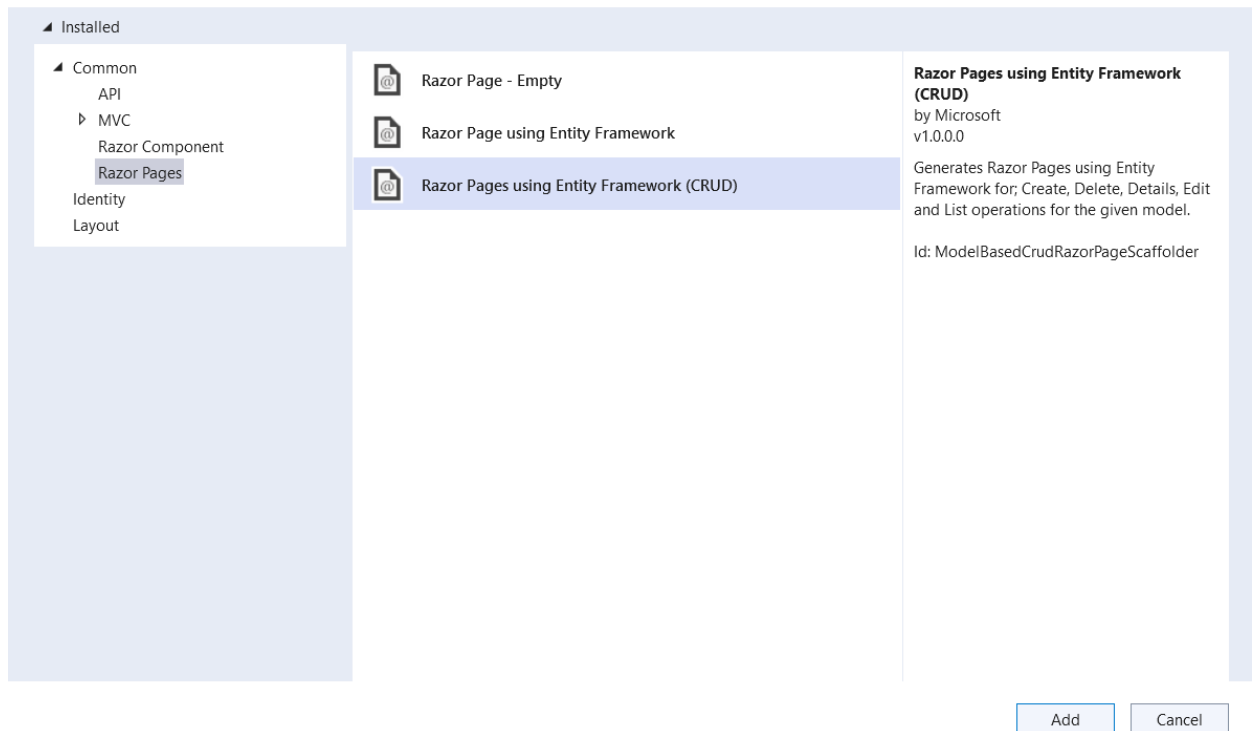 Installed
Common
API
MVC
Razor Component
Razor Pages
Identity
Layout
Razor Page - Empty
Razor Page using Entity Framework
Razor Pages using Entity Framework (CRUD)
Razor Pages using Entity Framework
(CRUD)
by Microsoft
v1.0.0.0
Generates Razor Pages using Entity
Framework for; Create, Delete, Details, Edit
and List operations for the given model.
Id: ModelBasedCrudRazorPageScaffolder
Add
Cancel